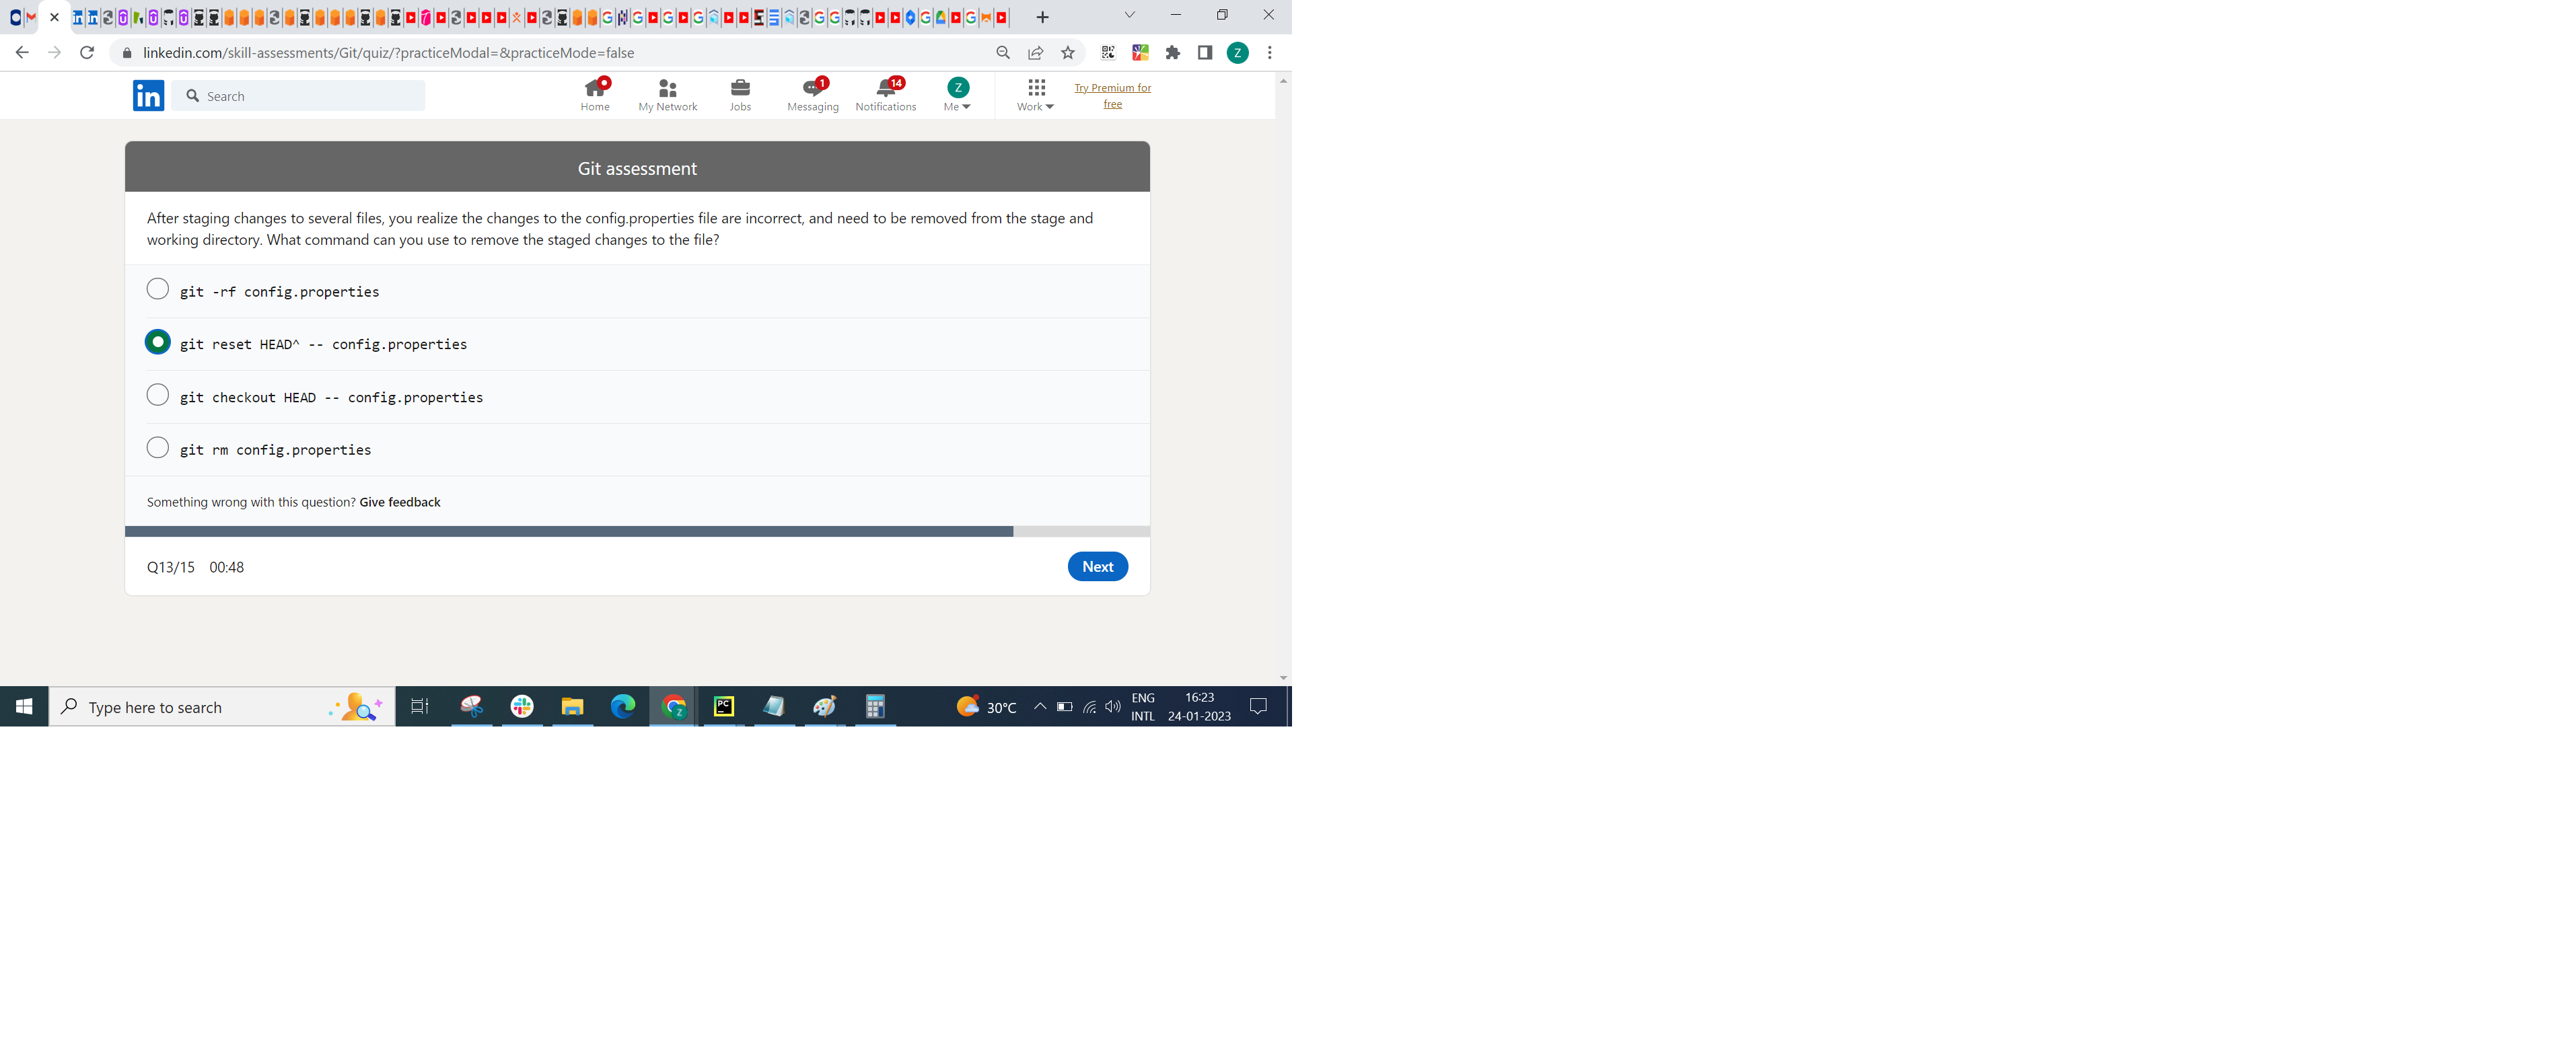 linkedin.com/skill-assessments/Git/quiz/?practiceModal=&practiceMode=false
Z
in
Search
Home
My Network
Jobs
1
Messaging
14
Notifications
Z
Me
Work
Try Premium for
free
Git assessment
After staging changes to several files, you realize the changes to the config.properties file are incorrect, and need to be removed from the stage and
working directory. What command can you use to remove the staged changes to the file?
git -rf config.properties
git reset HEAD^ -- config.properties
git checkout HEAD -- config.properties
git rm config.properties
Something wrong with this question? Give feedback
Q13/15 00:48
Next
Type here to search
PC
30°C
ENG
INTL
16:23
24-01-2023